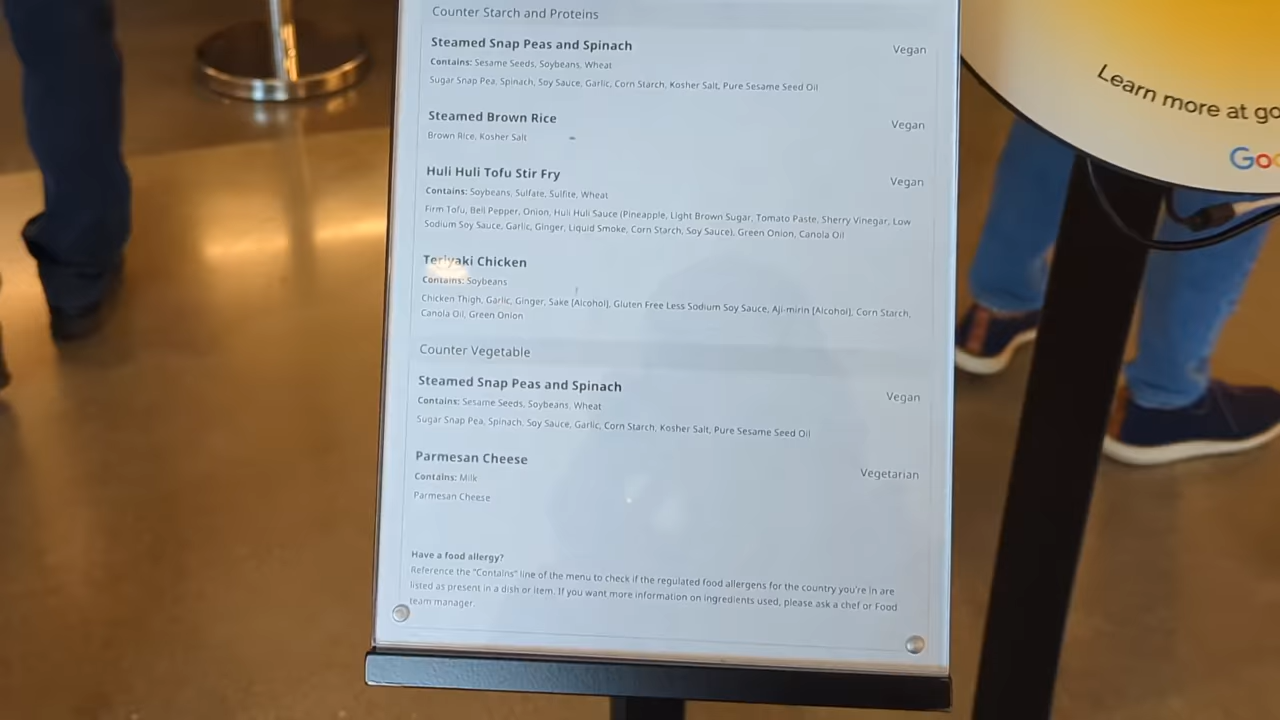 Counter Starch and Proteins
Steamed Snap Peas and Spinach
Vegan
Contains: Sesame Seeds, Soybeans, Wheat
Sugar Snap Pea, Spinach, Soy Sauce, Garlic, Corn Starch, Kosher Salt, Pure Sesame Seed Oil
Steamed Brown Rice
Vegan
Brown Rice, Kosher Salt
Huli Huli Tofu Stir Fry
Vegan
Contains: Soybeans, Sulfate, Sulfite, Wheat
Firm Tofu, Bell Pepper, Onion, Huli Huli Sauce (Pineapple, Light Brown Sugar, Tomato Paste, Sherry Vinegar, Low
Sodium Soy Sauce, Garlic, Ginger, Liquid Smoke, Corn Starch, Soy Sauce), Green Onion, Canola Oil
Teriyaki Chicken
Contains: Soybeans
Chicken Thigh, Garlic, Ginger, Sake [Alcohol], Gluten Free Less Sodium Soy Sauce, Aji-mirin [Alcohol], Corn Starch,
Canola Oil, Green Onion
Counter Vegetable
Steamed Snap Peas and Spinach
Vegan
Contains: Sesame Seeds, Soybeans, Wheat
Sugar Snap Pea, Spinach, Soy Sauce, Garlic, Corn Starch, Kosher Salt, Pure Sesame Seed Oil
Parmesan Cheese
Vegetarian
Contains: Milk
Parmesan Cheese
Have a food allergy?
Reference the "Contains" line of the menu to check if the regulated food allergens for the country you're in are
listed as present in a dish or item. If you want more information on ingredients used, please ask a chef or Food
team manager.
Learn more at go
Goo